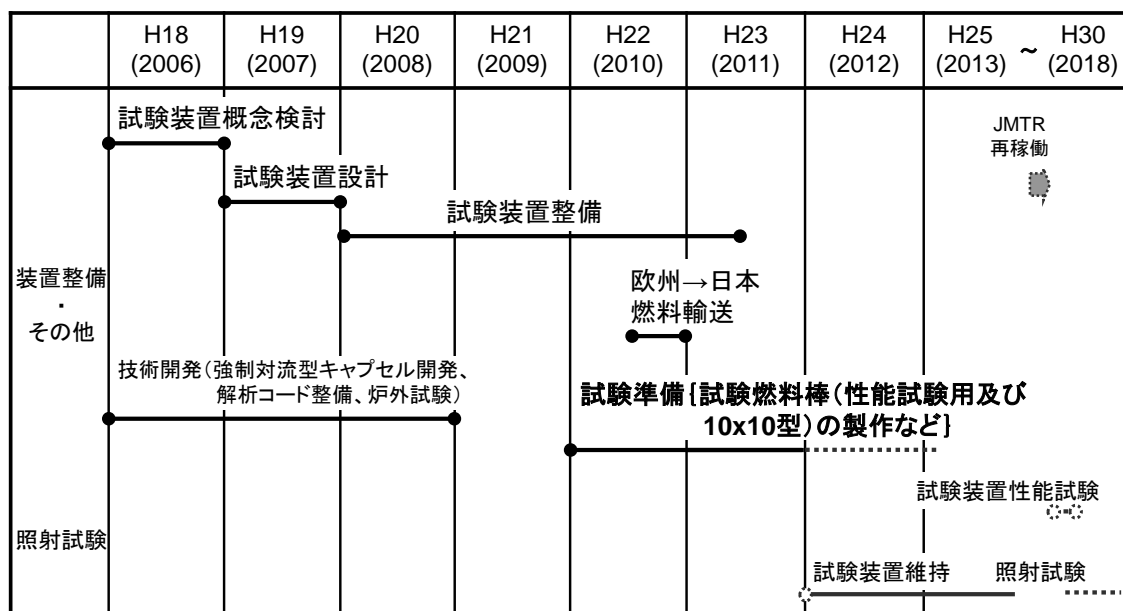 H18 H19 H20 H21 H22 H23 H24 H25 ~ H30
(2006) (2007) (2008) (2009) (2010) (2011) (2012) (2013) (2018)
試験装置概念検討
JMTR
再稼働
試験装置設計
試験装置整備
装置整備
・
その他
欧州→日本
燃料輸送
技術開発(強制対流型キャプセル開発、
解析コード整備、炉外試験)
試験準備{試験燃料棒(性能試験用及び
10x10型)の製作など}
試験装置性能試験
照射試験
試験装置維持
照射試験